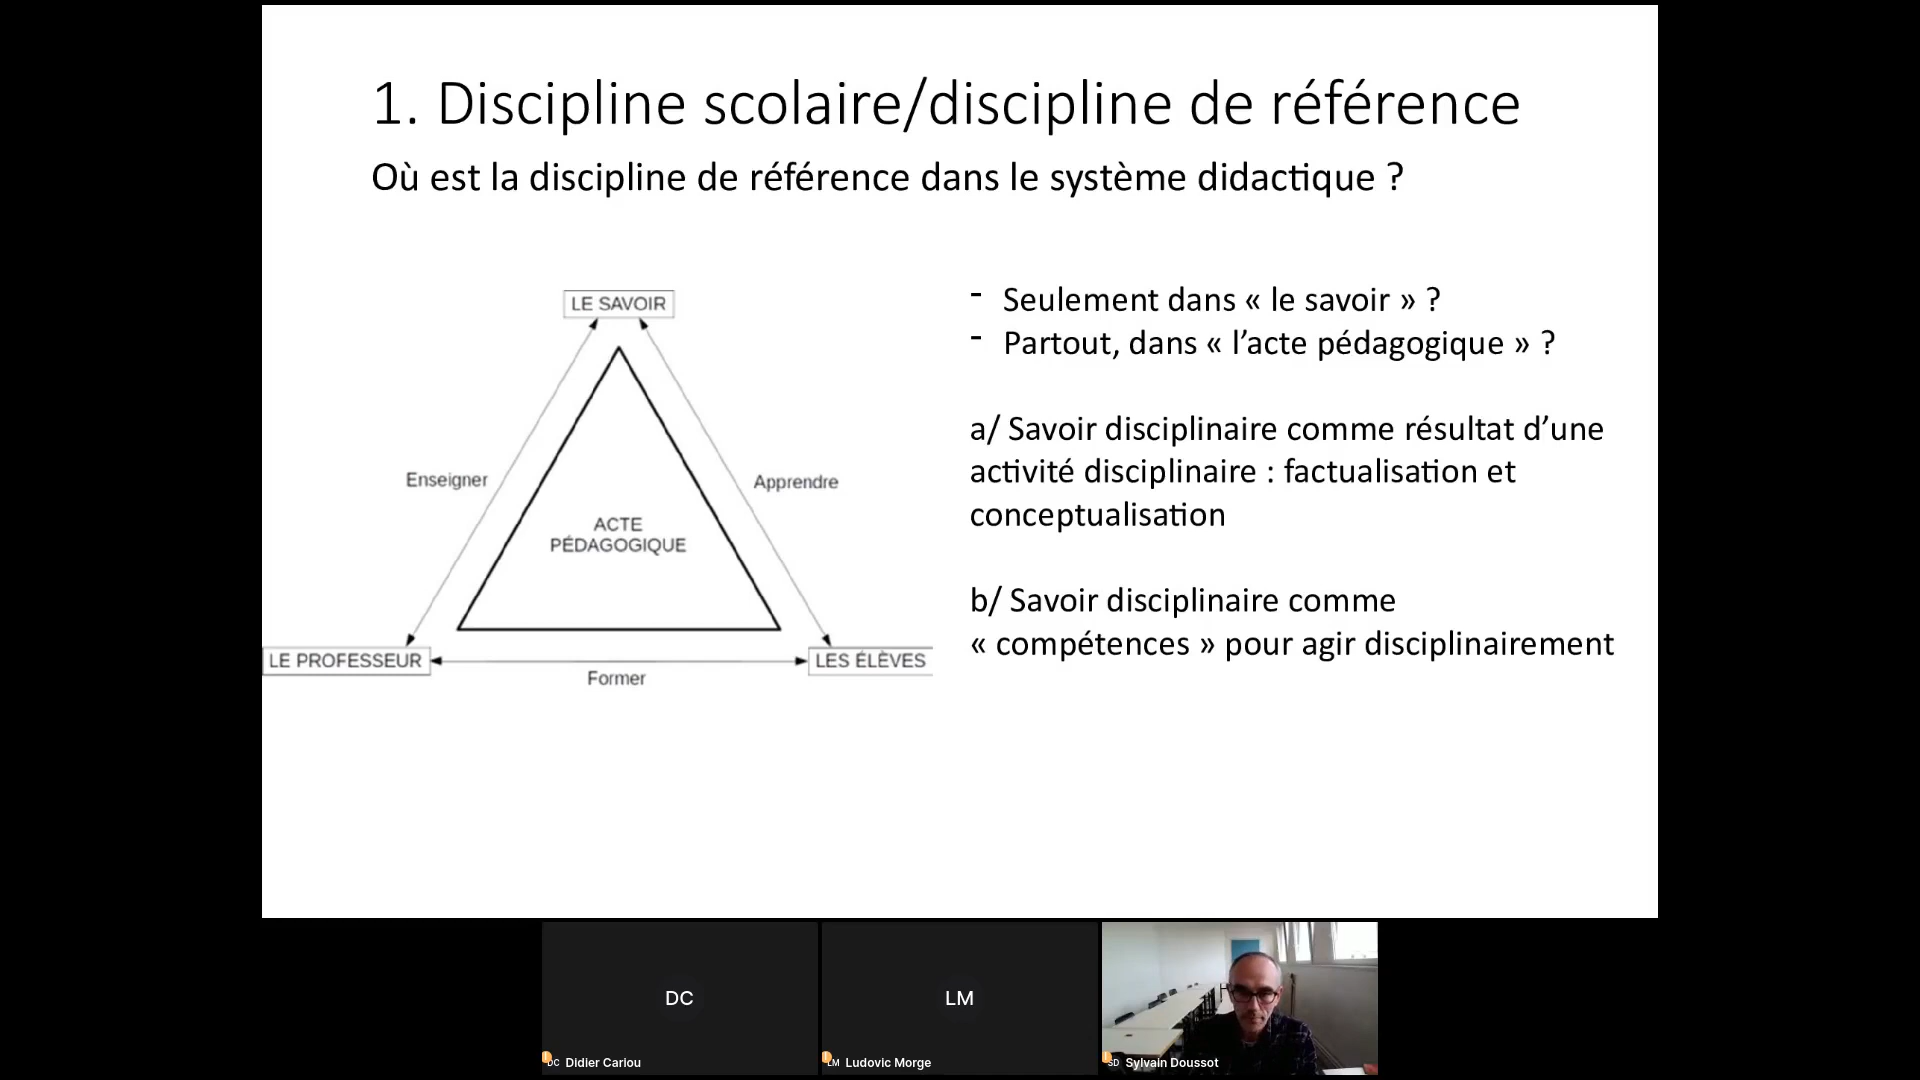 1. Discipline scolaire/discipline de référence
Où est la discipline de référence dans le système didactique ?
LE SAVOIR
Enseigner
Apprendre
ACTE
PÉDAGOGIQUE
LE PROFESSEUR
LES ÉLÈVES
Former
- Seulement dans « le savoir » ?
- Partout, dans « l’acte pédagogique » ?
a/ Savoir disciplinaire comme résultat d’une
activité disciplinaire : factualisation et
conceptualisation
b/ Savoir disciplinaire comme
« compétences » pour agir disciplinairement
DC
LM
DC Didier Cariou
LM Ludovic Morge
SD Sylvain Doussot